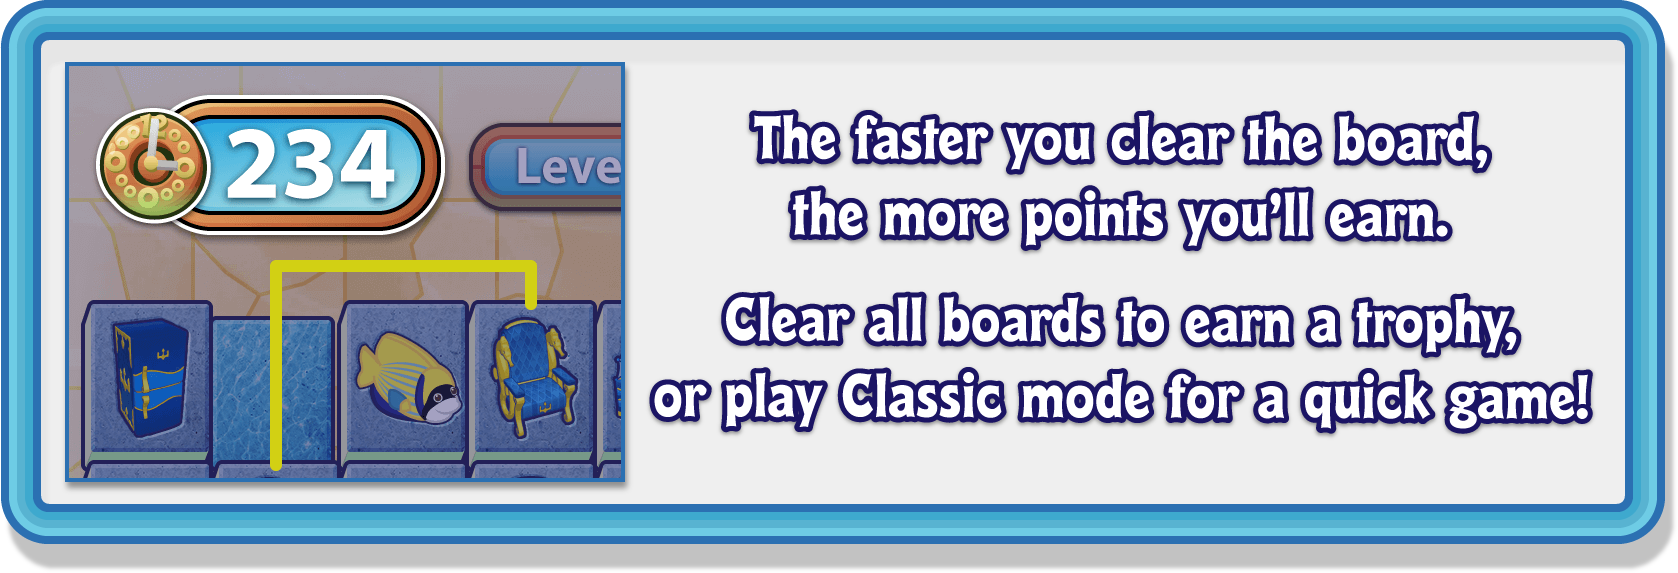 234
Leve
The faster you clear the board,
the more points you'll earn.
Clear all boards to earn a trophy,
or play Classic mode for a quick game!